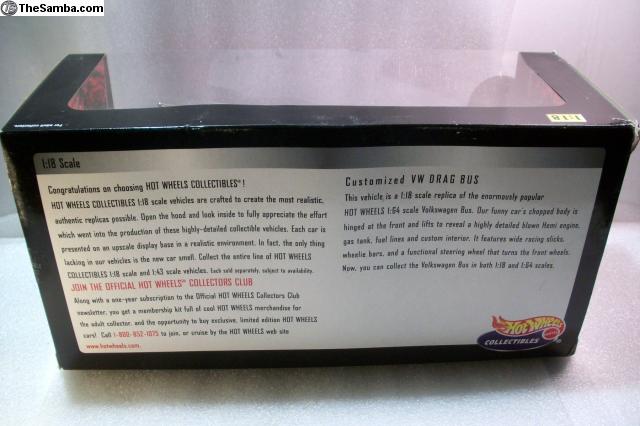 TheSamba.com
For adult collectors
1:18
1:18 Scale
Congratulations on choosing HOT WHEELS COLLECTIBLES®!
HOT WHEELS COLLECTIBLES 1:18 scale vehicles are crafted to create the most realistic,
authentic replicas possible. Open the hood and look inside to fully appreciate the effort
which went into the production of these highly-detailed collectible vehicles. Each car is
presented on an upscale display base in a realistic environment. In fact, the only thing
lacking in our vehicles is the new car smell. Collect the entire line of HOT WHEELS
COLLECTIBLES 1:18 scale and 1:43 scale vehicles. Each sold separately, subject to availability.
JOIN THE OFFICIAL HOT WHEELS™ COLLECTORS CLUB
Along with a one-year subscription to the Official HOT WHEELS Collectors Club
newsletter, you get a membership kit full of cool HOT WHEELS merchandise for
the adult collector, and the opportunity to buy exclusive, limited edition HOT WHEELS
cars! Call 1-800-852-1075 to join, or cruise by the HOT WHEELS web site
www.hotwheels.com.
Customized VW DRAG BUS
This vehicle is a 1:18 scale replica of the enormously popular
HOT WHEELS 1:64 scale Volkswagen Bus. Our funny car's chopped body is
hinged at the front and lifts to reveal a highly detailed blown Hemi engine,
gas tank, fuel lines and custom interior. It features wide racing slicks,
wheelie bars, and a functional steering wheel that turns the front wheels.
Now, you can collect the Volkswagen Bus in both 1:18 and 1:64 scales.
Hot Wheels
COLLECTIBLES